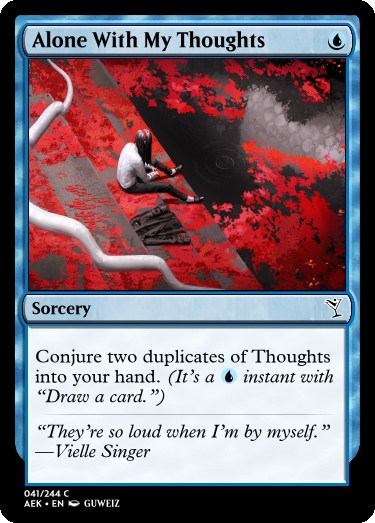 Alone With My Thoughts
Sorcery
Conjure two duplicates of Thoughts
into your hand. (It's a instant with
“Draw a card.”)
“They're so loud when I'm by myself.”
—Vielle Singer
041/244 C
AEK • EN GUWEIZ